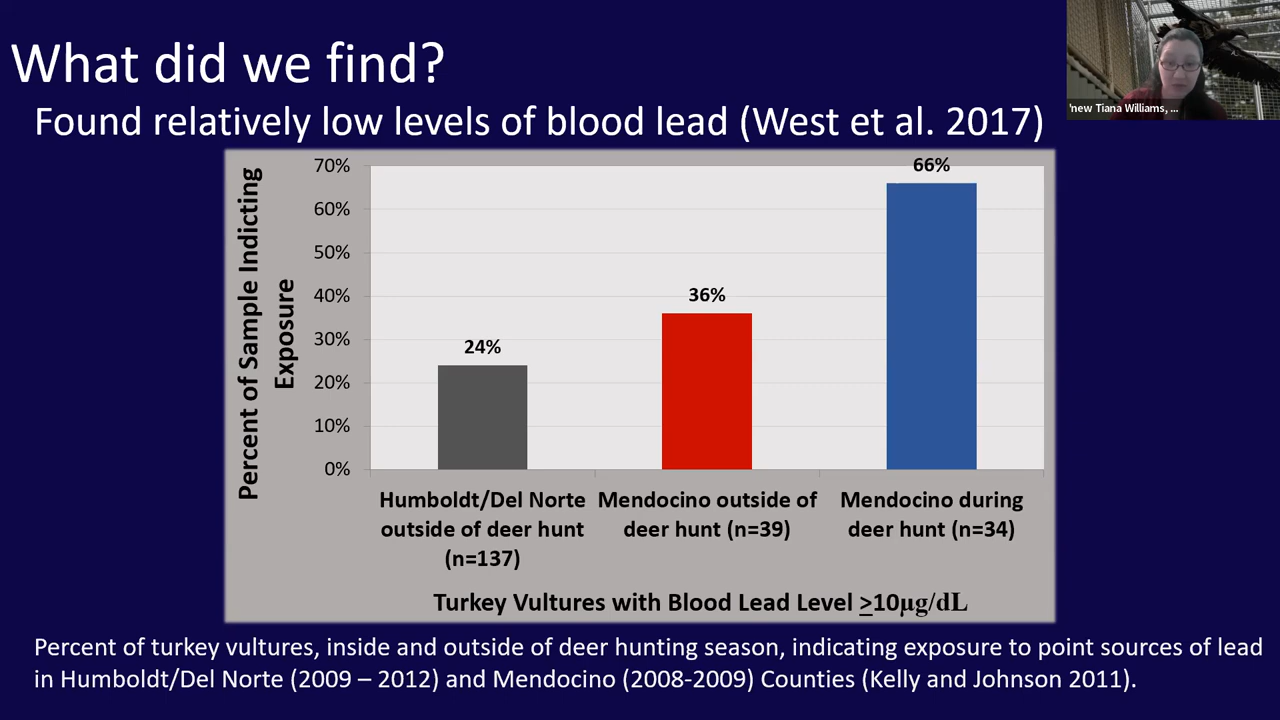 What did we find?
Found relatively low levels of blood lead (West et al. 2017)
'new Tiana Williams, ...
Percent of Sample Indicting
Exposure
70%
60%
50%
40%
30%
20%
10%
0%
24%
36%
66%
Humboldt/Del Norte
outside of deer hunt
(n=137)
Mendocino outside of
deer hunt (n=39)
Mendocino during
deer hunt (n=34)
Turkey Vultures with Blood Lead Level ≥10μg/dL
Percent of turkey vultures, inside and outside of deer hunting season, indicating exposure to point sources of lead
in Humboldt/Del Norte (2009 – 2012) and Mendocino (2008-2009) Counties (Kelly and Johnson 2011).